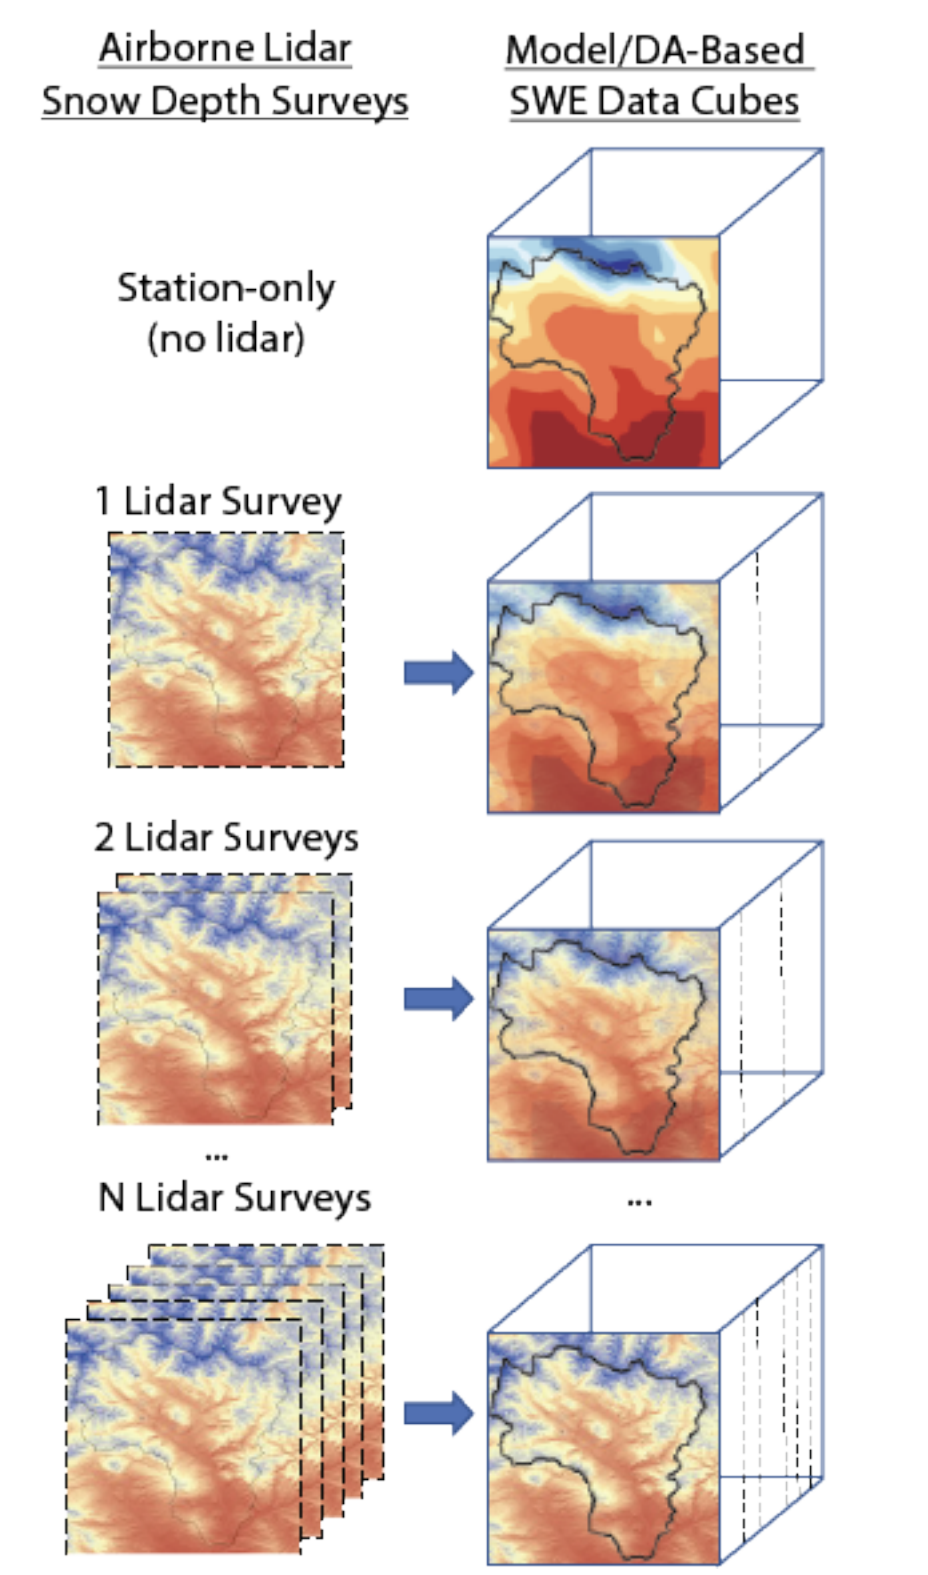 Airborne Lidar
Snow Depth Surveys
Model/DA-Based
SWE Data Cubes
Station-only
(no lidar)
1 Lidar Survey
2 Lidar Surveys
...
N Lidar Surveys
...